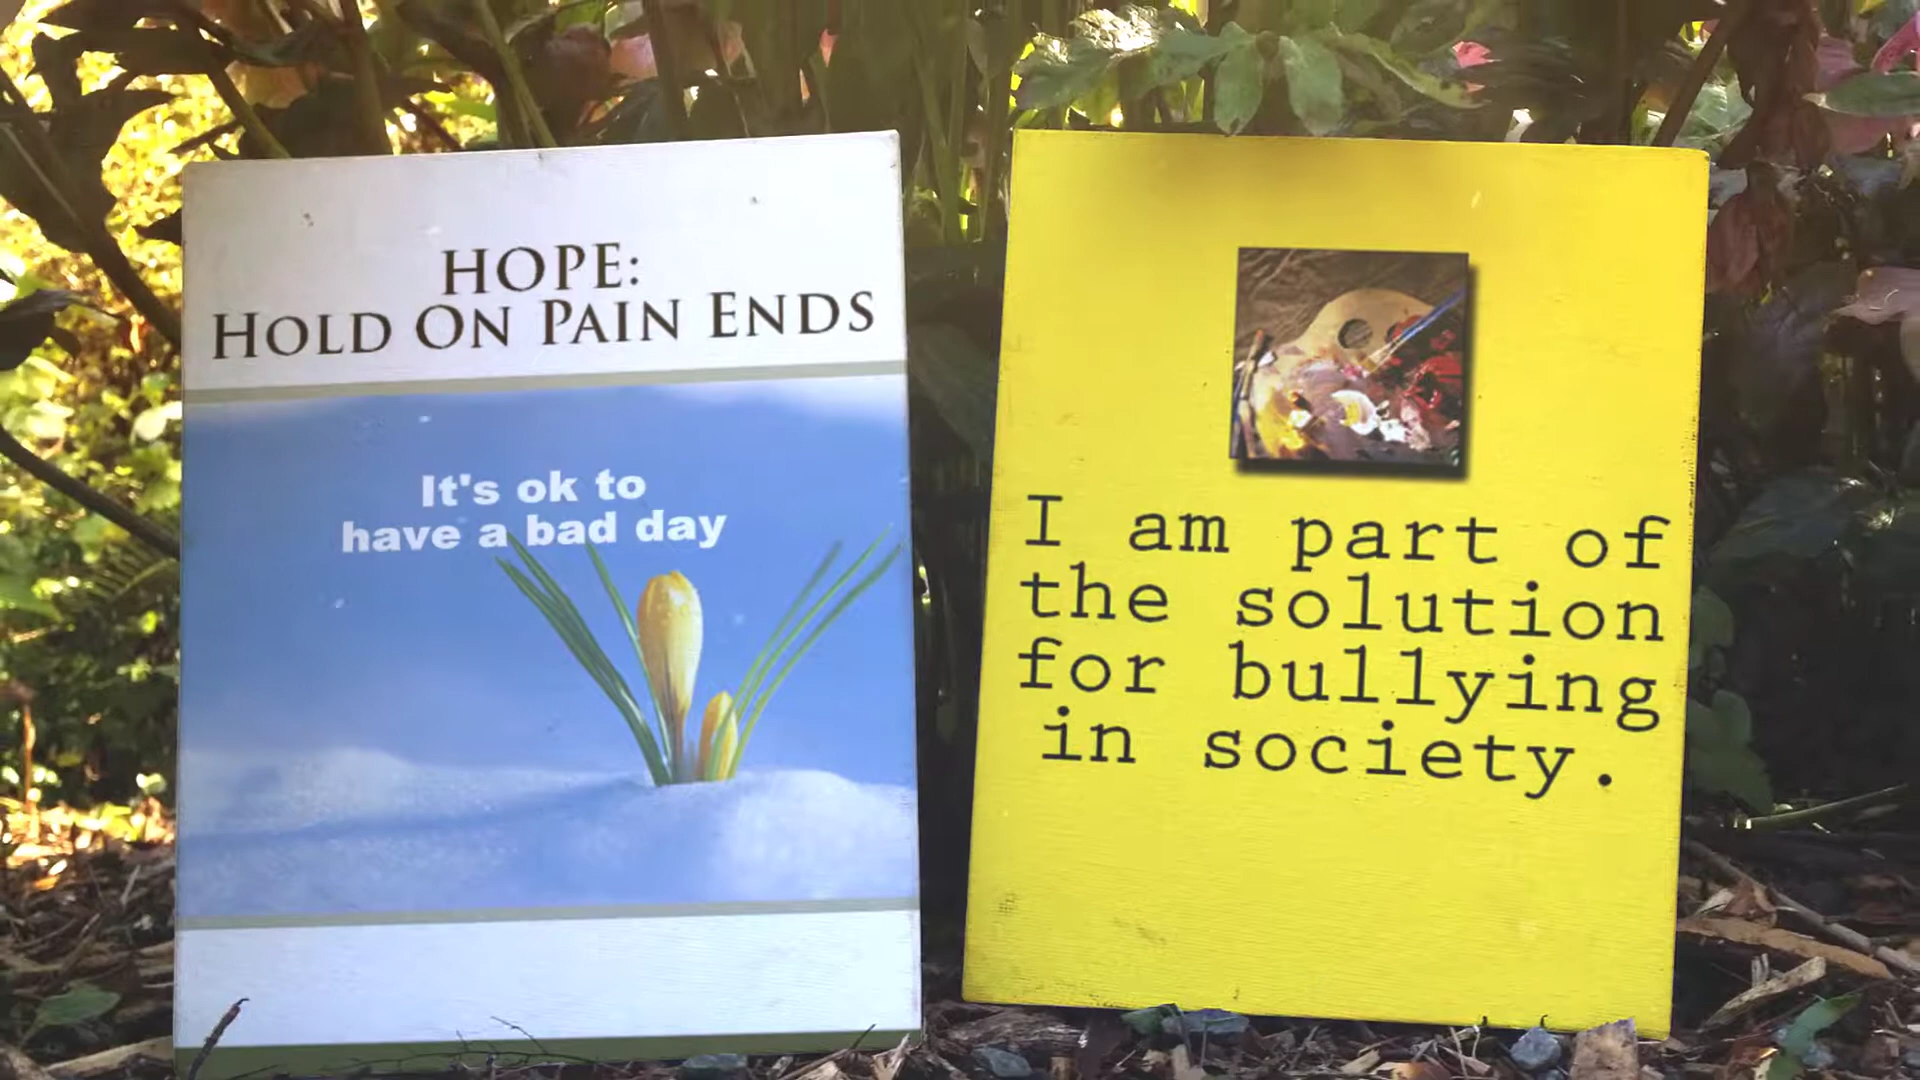 HOPE:
HOLD ON PAIN ENDS
It's ok to
have a bad day
I am part of
the solution
for bullying
in society.